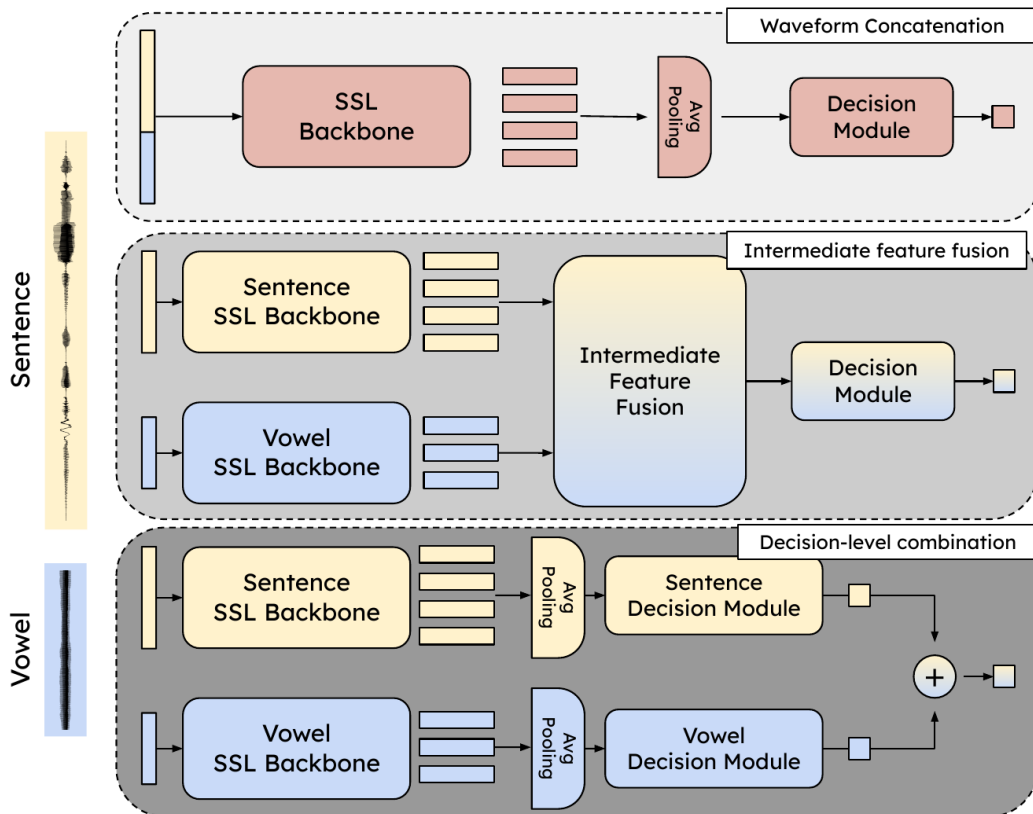 Waveform Concatenation
SSL
Backbone
Avg
Pooling
Decision
Module
Sentence
Intermediate feature fusion
Sentence
SSL Backbone
Vowel
SSL Backbone
Intermediate
Feature
Fusion
Decision
Module
Vowel
Decision-level combination
Sentence
SSL Backbone
Avg
Pooling
Sentence
Decision Module
+
Vowel
SSL Backbone
Avg
Pooling
Vowel
Decision Module